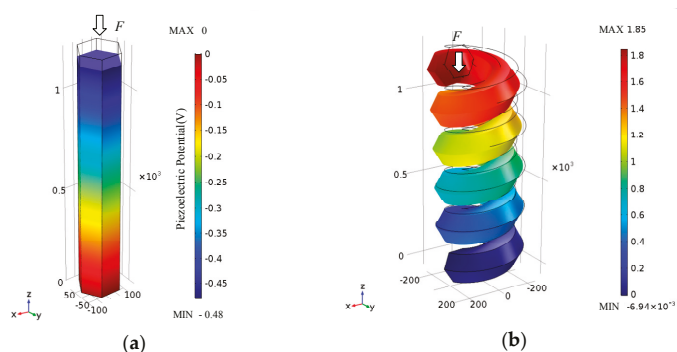 F
MAX 0
0
-0.05
-0.1
-0.15
-0.2
-0.25
-0.3
-0.35
-0.4
-0.45
MIN - 0.48
Piezoelectric Potential(V)
1
0.5
0
×10³
50
-50
-100
100
z
x
y
(a)
F
MAX 1.85
1.8
1.6
1.4
1.2
1
0.8
0.6
0.4
0.2
0
MIN -6.94×10⁻³
1
0.5
0
×10³
-200
0
200
200
0
-200
z
x
y
(b)